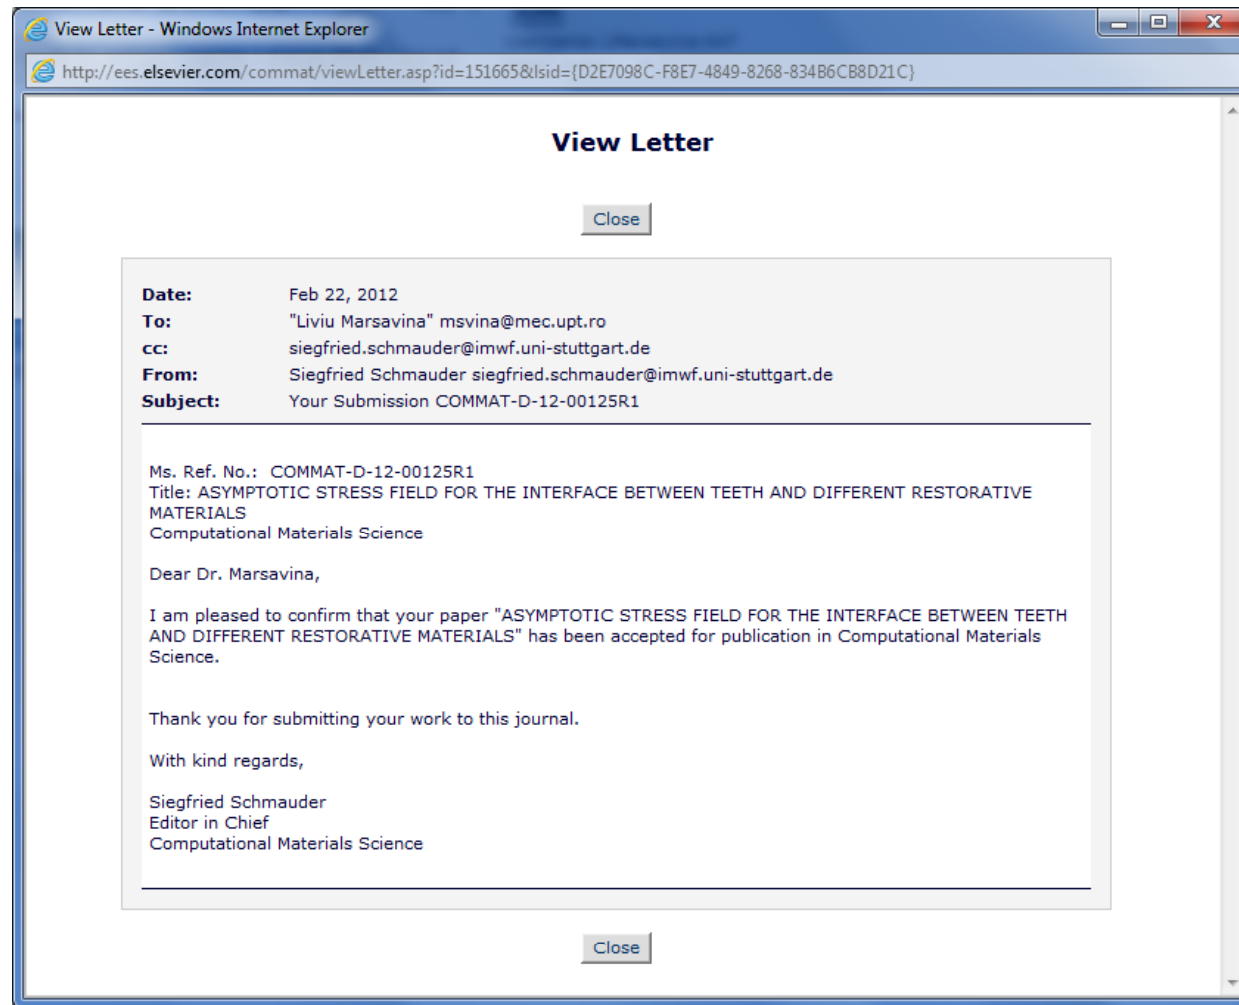 View Letter - Windows Internet Explorer
http://ees.elsevier.com/commat/viewLetter.asp?id=151665&lsid={D2E7098C-F8E7-4849-8268-834B6CB8D21C}
View Letter
Close
Date: Feb 22, 2012
To: "Liviu Marsavina" msvina@mec.upt.ro
cc: siegfried.schmauder@imwf.uni-stuttgart.de
From: Siegfried Schmauder siegfried.schmauder@imwf.uni-stuttgart.de
Subject: Your Submission COMMAT-D-12-00125R1
Ms. Ref. No.:  COMMAT-D-12-00125R1
Title: ASYMPTOTIC STRESS FIELD FOR THE INTERFACE BETWEEN TEETH AND DIFFERENT RESTORATIVE
MATERIALS
Computational Materials Science
Dear Dr. Marsavina,
I am pleased to confirm that your paper "ASYMPTOTIC STRESS FIELD FOR THE INTERFACE BETWEEN TEETH
AND DIFFERENT RESTORATIVE MATERIALS" has been accepted for publication in Computational Materials
Science.
Thank you for submitting your work to this journal.
With kind regards,
Siegfried Schmauder
Editor in Chief
Computational Materials Science
Close